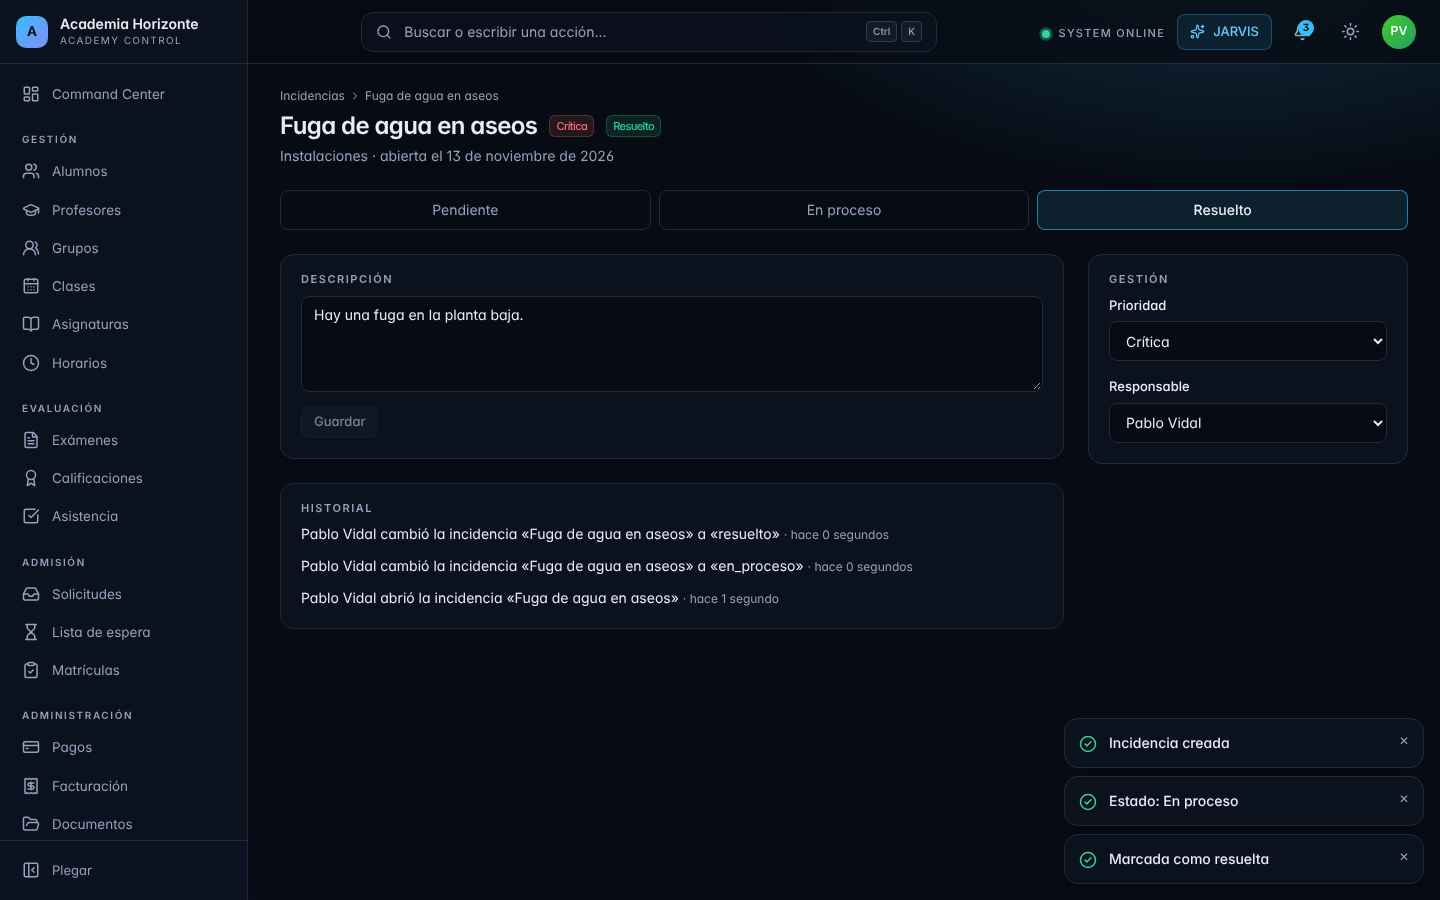 A
Academia Horizonte
ACADEMY CONTROL
Buscar o escribir una acción...
Ctrl K
SYSTEM ONLINE
JARVIS
3
PV
Command Center
GESTIÓN
Alumnos
Profesores
Grupos
Clases
Asignaturas
Horarios
EVALUACIÓN
Exámenes
Calificaciones
Asistencia
ADMISIÓN
Solicitudes
Lista de espera
Matrículas
ADMINISTRACIÓN
Pagos
Facturación
Documentos
Plegar
Incidencias > Fuga de agua en aseos
Fuga de agua en aseos Crítica Resuelto
Instalaciones · abierta el 13 de noviembre de 2026
Pendiente
En proceso
Resuelto
DESCRIPCIÓN
Hay una fuga en la planta baja.
Guardar
HISTORIAL
Pablo Vidal cambió la incidencia «Fuga de agua en aseos» a «resuelto» · hace 0 segundos
Pablo Vidal cambió la incidencia «Fuga de agua en aseos» a «en_proceso» · hace 0 segundos
Pablo Vidal abrió la incidencia «Fuga de agua en aseos» · hace 1 segundo
GESTIÓN
Prioridad
Crítica
Responsable
Pablo Vidal
Incidencia creada
Estado: En proceso
Marcada como resuelta